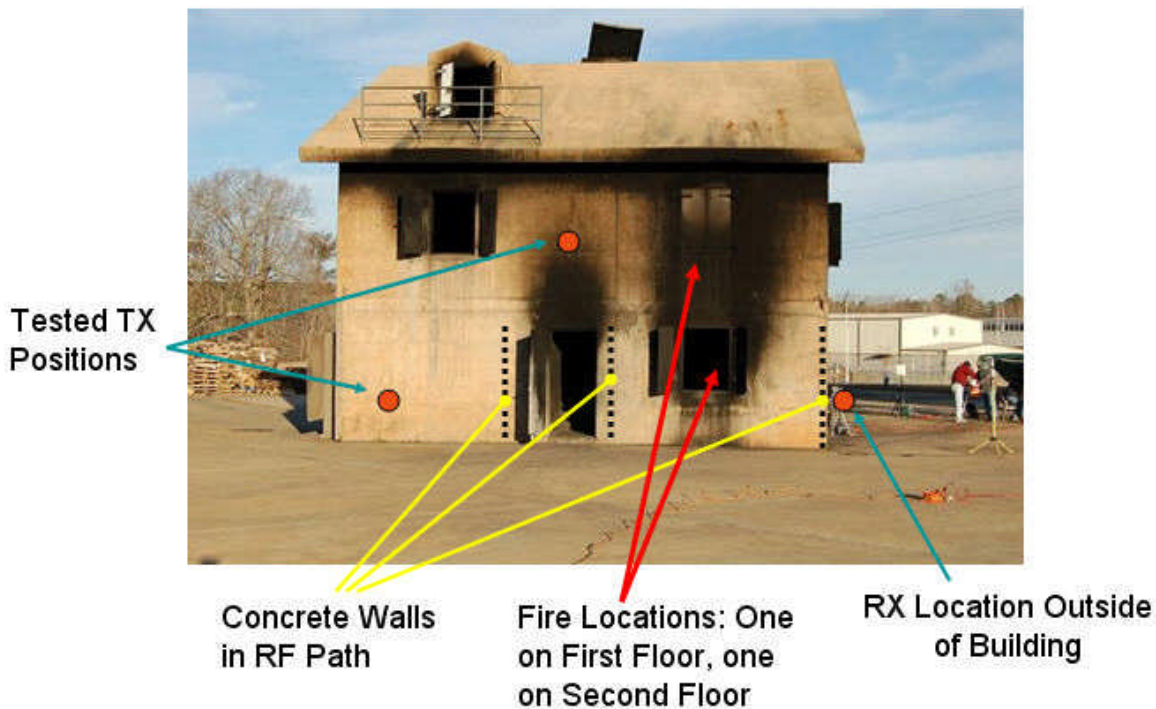 Tested TX
Positions
Concrete Walls
in RF Path
Fire Locations: One
on First Floor, one
on Second Floor
RX Location Outside
of Building